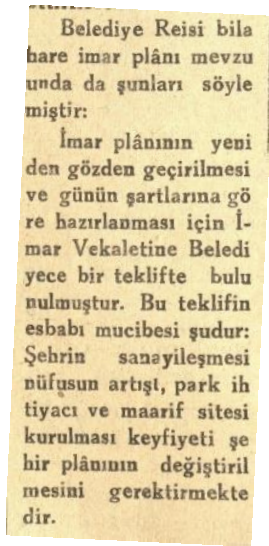 Belediye Reisi bila
hare imar plânı mevzu
unda da şunları söyle
miştir:
İmar plânının yeni
den gözden geçirilmesi
ve günün şartlarına gö
re hazırlanması için İ-
mar Vekaletine Beledi
yece bir teklifte bulu
nulmuştur. Bu teklifin
esbabı mucibesi şudur:
Şehrin sanayileşmesi
nüfusun artışı, park ih
tiyacı ve maarif sitesi
kurulması keyfiyeti şe
hir plânının değiştiril
mesini gerektirmekte
dir.